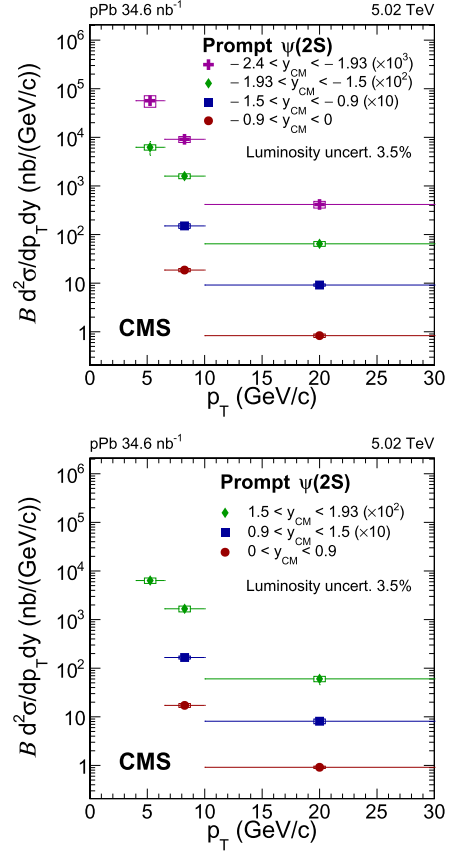 pPb 34.6 nb⁻¹ 5.02 TeV
Prompt ψ(2S)
− 2.4 < y_CM < − 1.93 (×10³)
− 1.93 < y_CM < − 1.5 (×10²)
− 1.5 < y_CM < − 0.9 (×10)
− 0.9 < y_CM < 0
Luminosity uncert. 3.5%
B d²σ/dp_T dy (nb/(GeV/c))
10⁶
10⁵
10⁴
10³
10²
10
1
CMS
0 5 10 15 20 25 30
p_T (GeV/c)
pPb 34.6 nb⁻¹ 5.02 TeV
Prompt ψ(2S)
1.5 < y_CM < 1.93 (×10²)
0.9 < y_CM < 1.5 (×10)
0 < y_CM < 0.9
Luminosity uncert. 3.5%
B d²σ/dp_T dy (nb/(GeV/c))
10⁶
10⁵
10⁴
10³
10²
10
1
CMS
0 5 10 15 20 25 30
p_T (GeV/c)